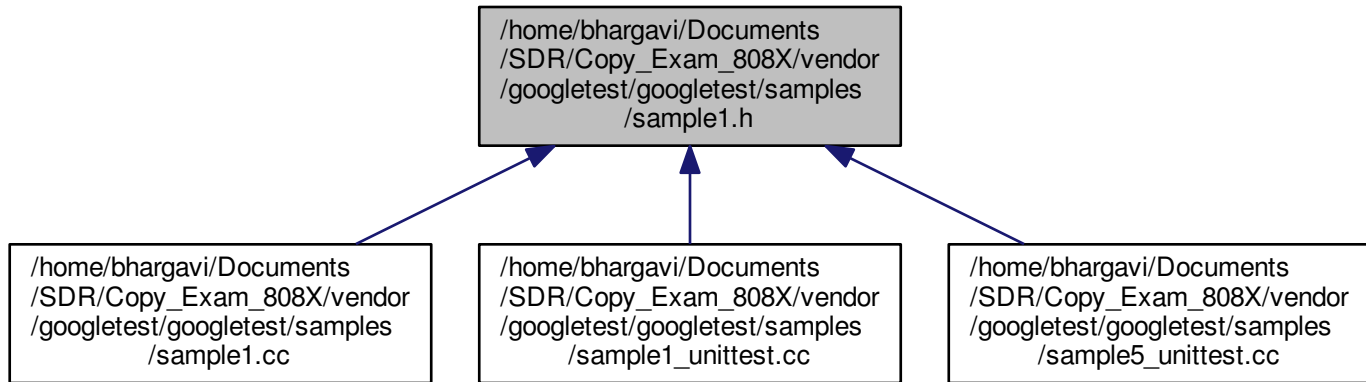 /home/bhargavi/Documents
/SDR/Copy_Exam_808X/vendor
/googletest/googletest/samples
/sample1.h
/home/bhargavi/Documents
/SDR/Copy_Exam_808X/vendor
/googletest/googletest/samples
/sample1.cc
/home/bhargavi/Documents
/SDR/Copy_Exam_808X/vendor
/googletest/googletest/samples
/sample1_unittest.cc
/home/bhargavi/Documents
/SDR/Copy_Exam_808X/vendor
/googletest/googletest/samples
/sample5_unittest.cc